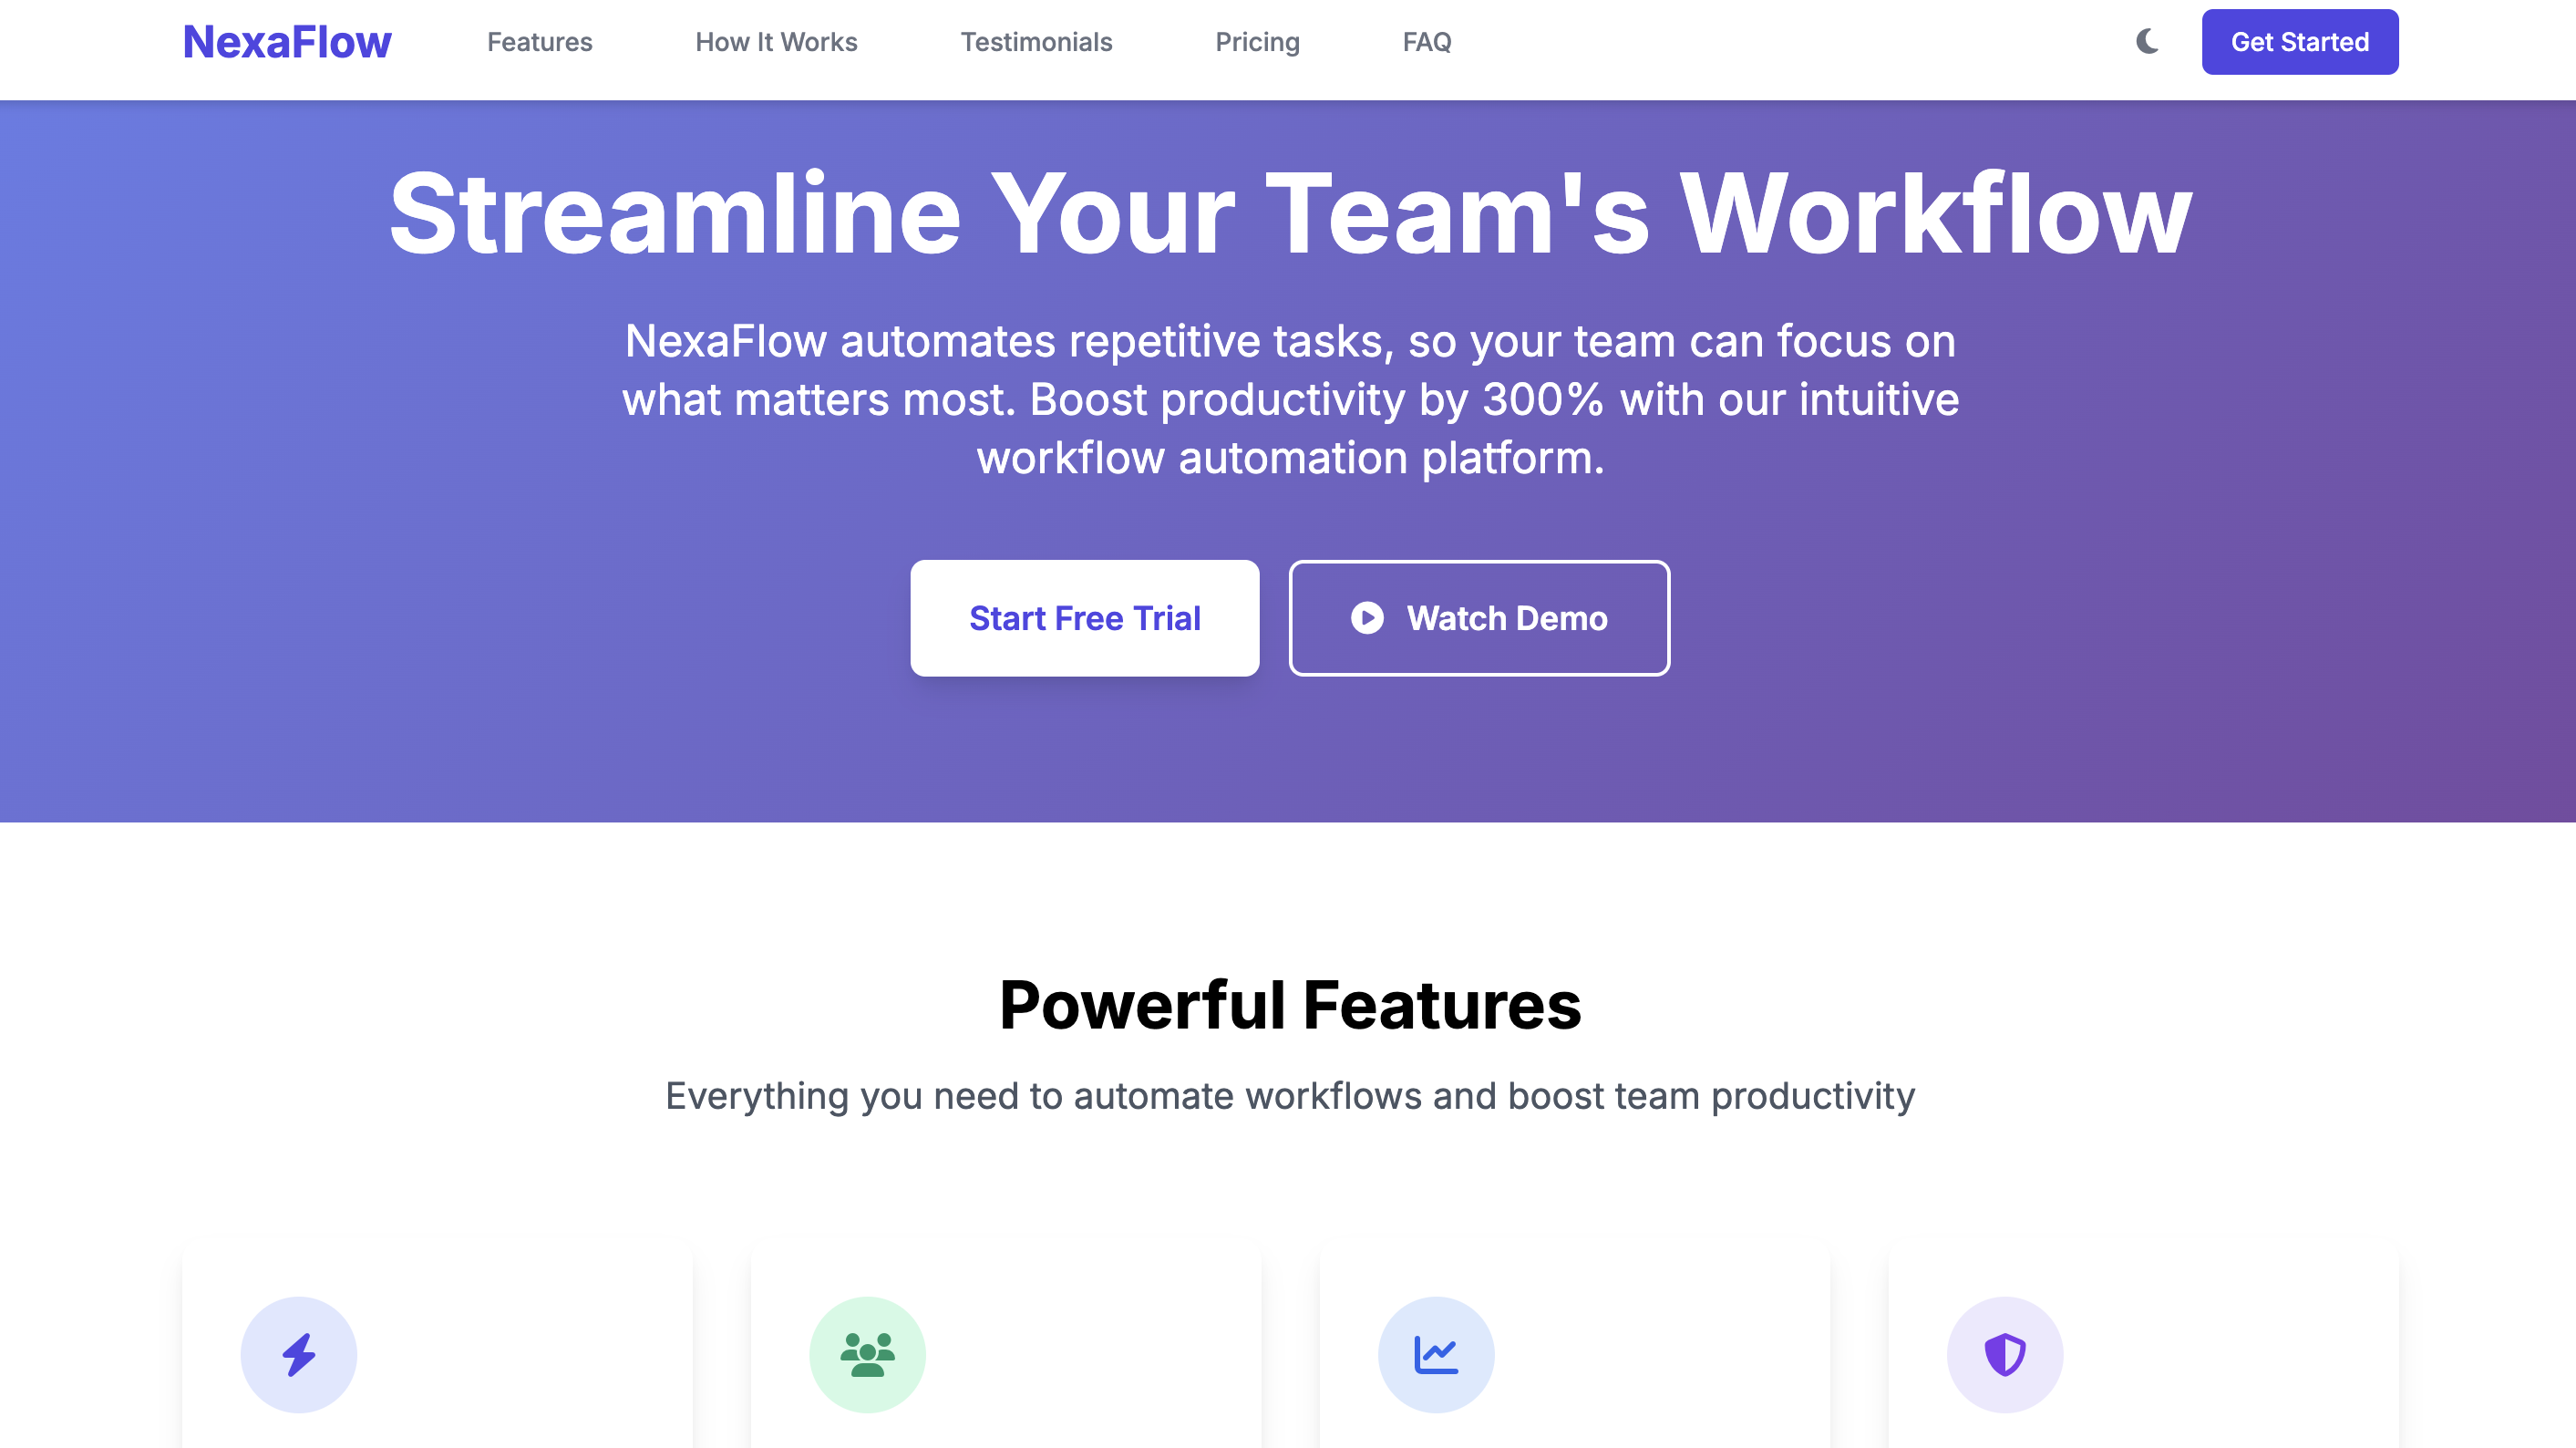 NexaFlow
Features
How It Works
Testimonials
Pricing
FAQ
Get Started
Streamline Your Team's Workflow
NexaFlow automates repetitive tasks, so your team can focus on
what matters most. Boost productivity by 300% with our intuitive
workflow automation platform.
Start Free Trial
Watch Demo
Powerful Features
Everything you need to automate workflows and boost team productivity